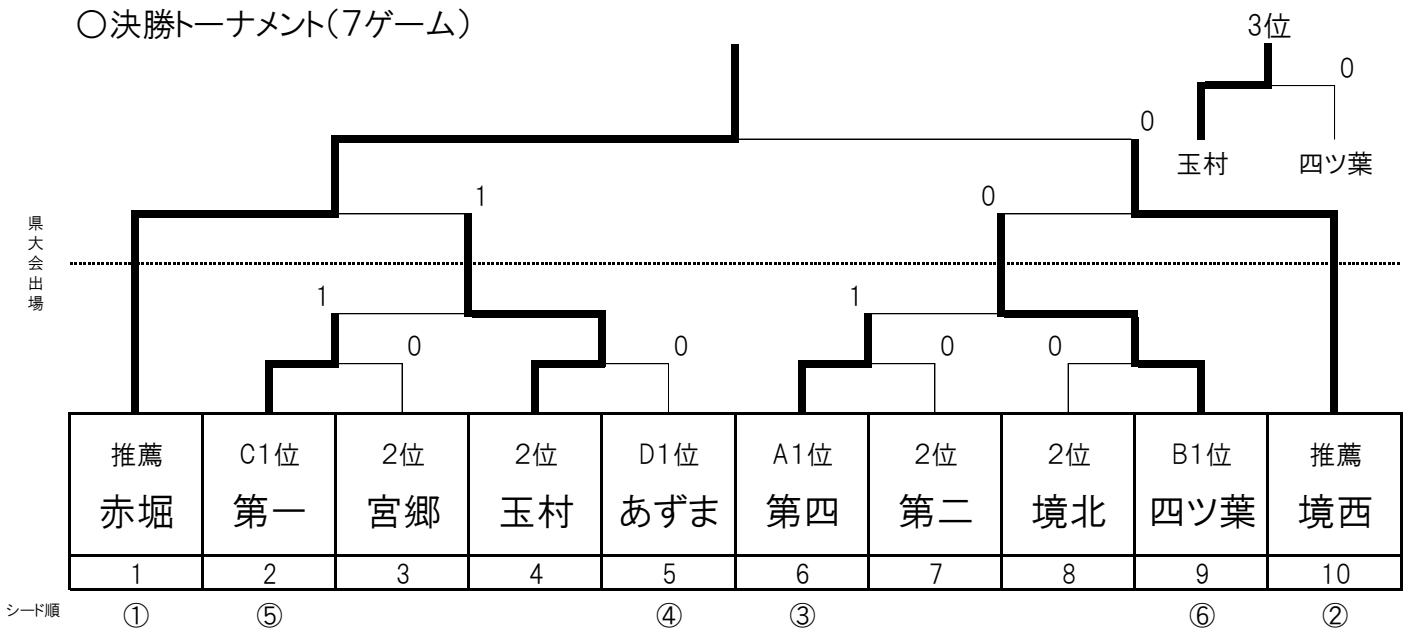 ○決勝トーナメント(7ゲーム)
3位
0
0
玉村 四ツ葉
1 0
県大会出場
1 1
0 0 0 0
推薦 C1位 2位 2位 D1位 A1位 2位 2位 B1位 推薦
赤堀 第一 宮郷 玉村 あずま 第四 第二 境北 四ツ葉 境西
1 2 3 4 5 6 7 8 9 10
シード順 ① ⑤ ④ ③ ⑥ ②